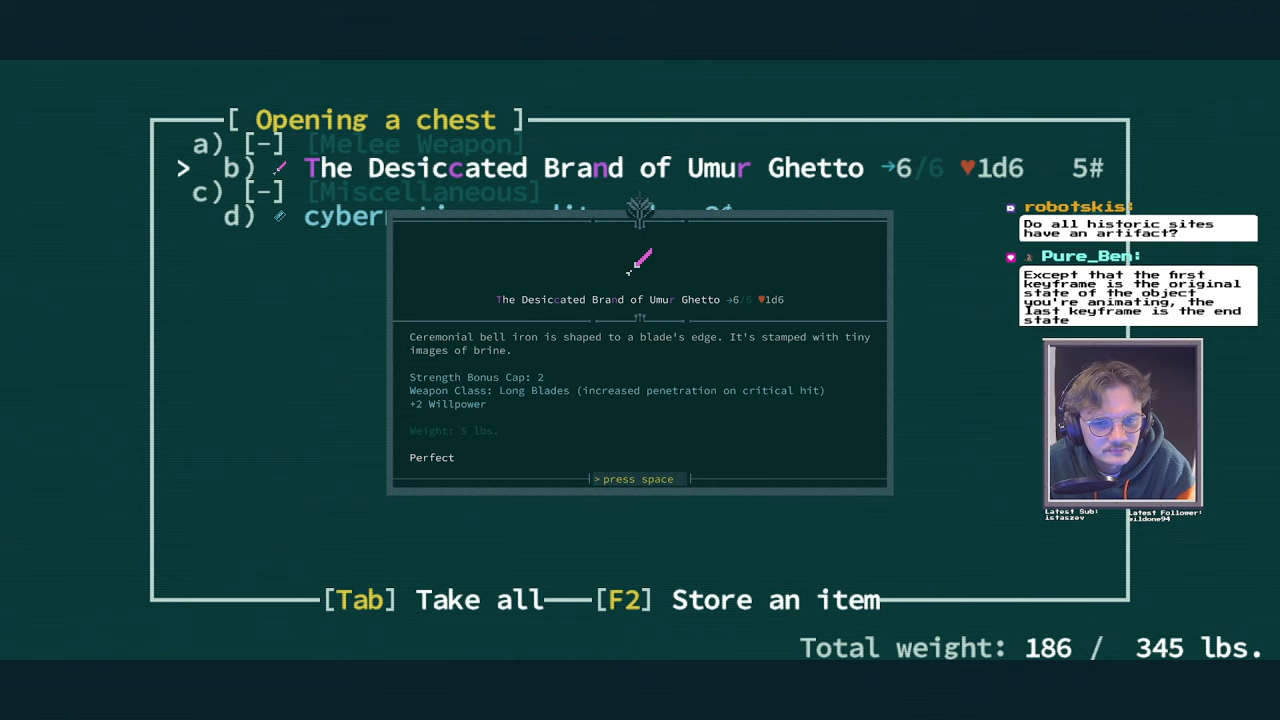 [ Opening a chest ]
a) [-] [Melee Weapon]
> b) The Desiccated Brand of Umur Ghetto →6/6 ♥1d6 5#
c) [-] [Miscellaneous]
d)
The Desiccated Brand of Umur Ghetto →6/6 ♥1d6
Ceremonial bell iron is shaped to a blade's edge. It's stamped with tiny
images of brine.
Strength Bonus Cap: 2
Weapon Class: Long Blades (increased penetration on critical hit)
+2 Willpower
Weight: 5 lbs.
Perfect
>press space
robotskis:
Do all historic sites
have an artifact?
Pure_Ben:
Except that the first
keyframe is the original
state of the object
you're animating, the
last keyframe is the end
state
Latest Sub:
istaszev
Latest Follower:
wildone94
[Tab] Take all
[F2] Store an item
Total weight: 186 / 345 lbs.